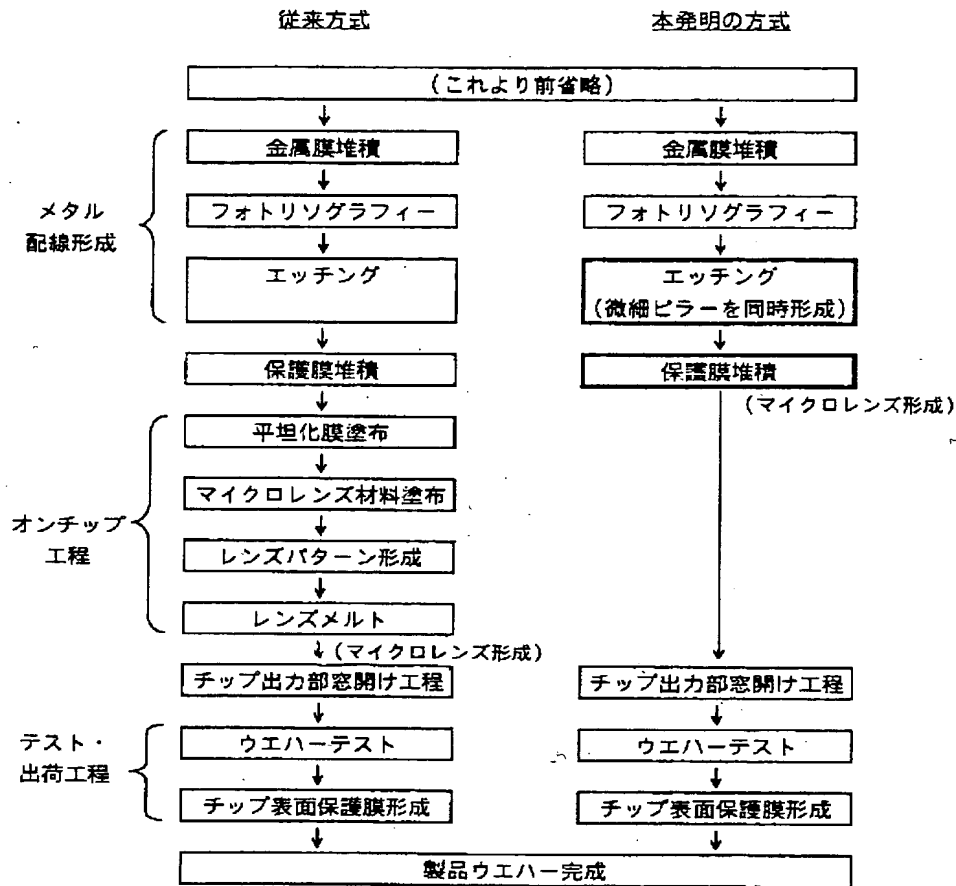 従来方式
本発明の方式
(これより前省略)
メタル
配線形成
金属膜堆積
フォトリソグラフィー
エッチング
保護膜堆積
オンチップ
工程
平坦化膜塗布
マイクロレンズ材料塗布
レンズパターン形成
レンズメルト
(マイクロレンズ形成)
チップ出力部窓開け工程
テスト・
出荷工程
ウエハーテスト
チップ表面保護膜形成
金属膜堆積
フォトリソグラフィー
エッチング
(微細ピラーを同時形成)
保護膜堆積
(マイクロレンズ形成)
チップ出力部窓開け工程
ウエハーテスト
チップ表面保護膜形成
製品ウエハー完成